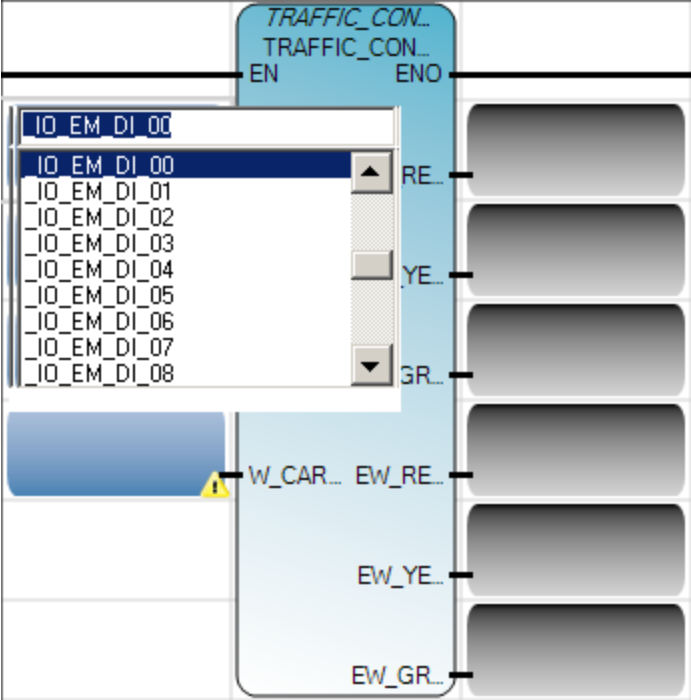 TRAFFIC_CON...
TRAFFIC_CON...
EN ENO
_IO_EM_DI_00
_IO_EM_DI_00
_IO_EM_DI_01
_IO_EM_DI_02
_IO_EM_DI_03
_IO_EM_DI_04
_IO_EM_DI_05
_IO_EM_DI_06
_IO_EM_DI_07
_IO_EM_DI_08
RE...
YE...
GR...
W_CAR... EW_RE...
EW_YE...
EW_GR...